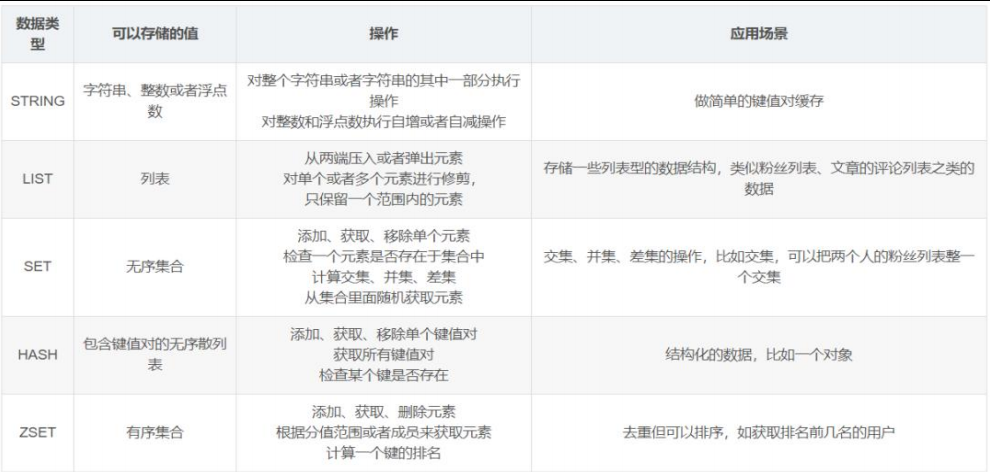 数据类型
可以存储的值
操作
应用场景
STRING
字符串、整数或者浮点
数
对整个字符串或者字符串的其中一部分执行
操作
对整数和浮点数执行自增或者自减操作
做简单的键值对缓存
LIST
列表
从两端压入或者弹出元素
对单个或者多个元素进行修剪,
只保留一个范围内的元素
存储一些列表型的数据结构,类似粉丝列表、文章的评论列表之类的
数据
SET
无序集合
添加、获取、移除单个元素
检查一个元素是否存在于集合中
计算交集、并集、差集
从集合里面随机获取元素
交集、并集、差集的操作,比如交集,可以把两个人的粉丝列表整一
个交集
HASH
包含键值对的无序散列
表
添加、获取、移除单个键值对
获取所有键值对
检查某个键是否存在
结构化的数据,比如一个对象
ZSET
有序集合
添加、获取、删除元素
根据分值范围或者成员来获取元素
计算一个键的排名
去重但可以排序,如获取排名前几名的用户